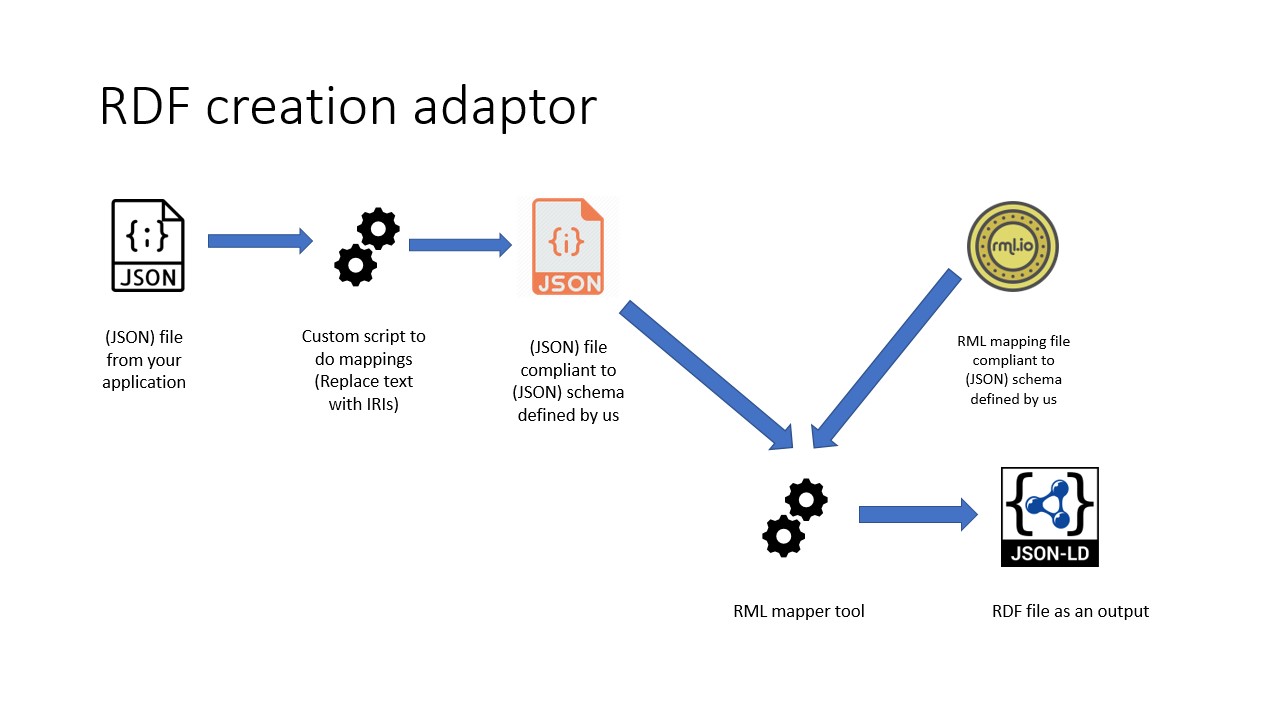 RDF creation adaptor
{;}
JSON
(JSON) file
from your
application
Custom script to
do mappings
(Replace text
with IRIs)
{i}
JSON
(JSON) file
compliant to
(JSON) schema
defined by us
rml.io
RML mapping file
compliant to
(JSON) schema
defined by us
RML mapper tool
{ }
JSON-LD
RDF file as an output